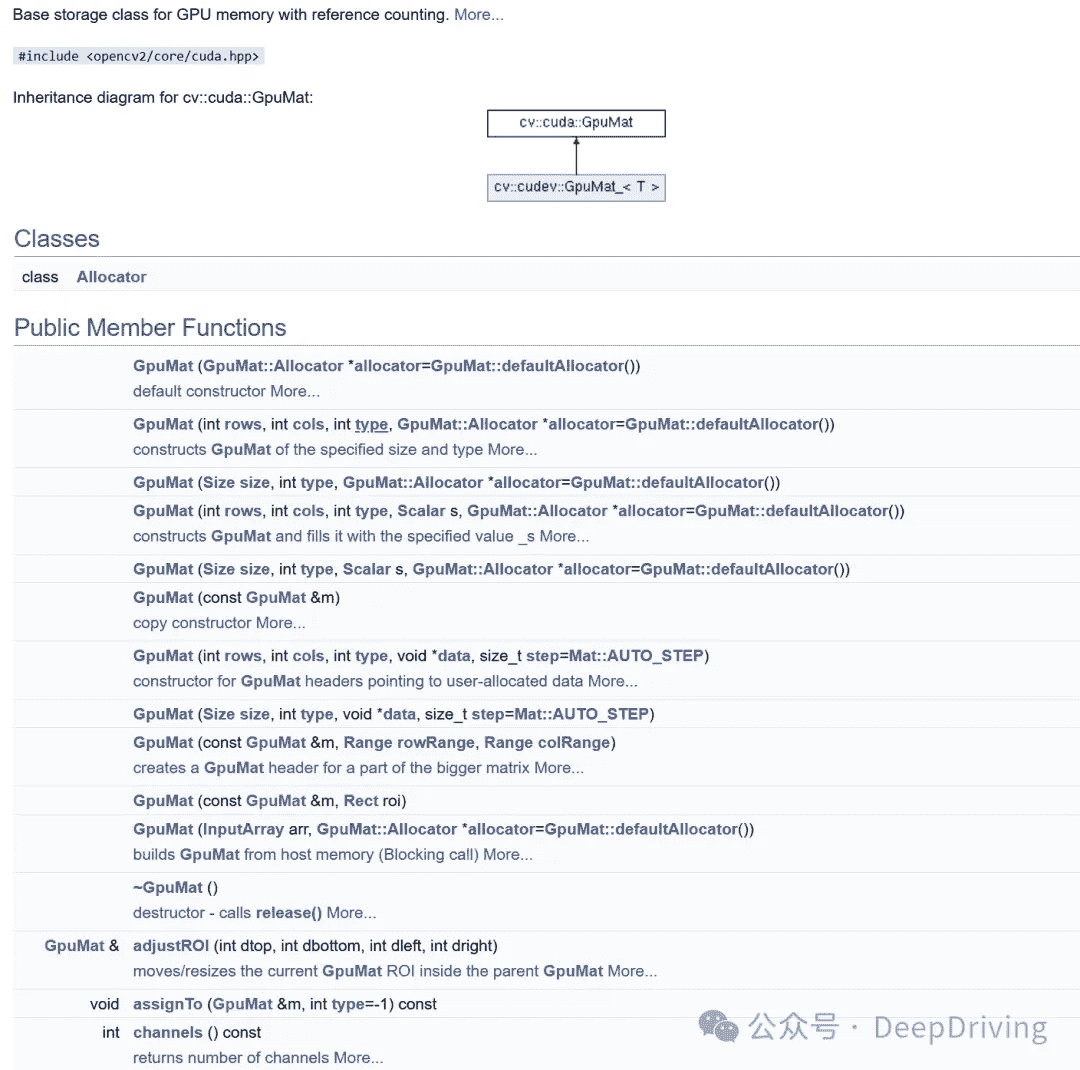 Base storage class for GPU memory with reference counting. More...
#include <opencv2/core/cuda.hpp>
Inheritance diagram for cv::cuda::GpuMat:
cv::cuda::GpuMat
cv::cudev::GpuMat_< T >
Classes
class Allocator
Public Member Functions
GpuMat (GpuMat::Allocator *allocator=GpuMat::defaultAllocator())
default constructor More...
GpuMat (int rows, int cols, int type, GpuMat::Allocator *allocator=GpuMat::defaultAllocator())
constructs GpuMat of the specified size and type More...
GpuMat (Size size, int type, GpuMat::Allocator *allocator=GpuMat::defaultAllocator())
GpuMat (int rows, int cols, int type, Scalar s, GpuMat::Allocator *allocator=GpuMat::defaultAllocator())
constructs GpuMat and fills it with the specified value _s More...
GpuMat (Size size, int type, Scalar s, GpuMat::Allocator *allocator=GpuMat::defaultAllocator())
GpuMat (const GpuMat &m)
copy constructor More...
GpuMat (int rows, int cols, int type, void *data, size_t step=Mat::AUTO_STEP)
constructor for GpuMat headers pointing to user-allocated data More...
GpuMat (Size size, int type, void *data, size_t step=Mat::AUTO_STEP)
GpuMat (const GpuMat &m, Range rowRange, Range colRange)
creates a GpuMat header for a part of the bigger matrix More...
GpuMat (const GpuMat &m, Rect roi)
GpuMat (InputArray arr, GpuMat::Allocator *allocator=GpuMat::defaultAllocator())
builds GpuMat from host memory (Blocking call) More...
~GpuMat ()
destructor - calls release() More...
GpuMat & adjustROI (int dtop, int dbottom, int dleft, int dright)
moves/resizes the current GpuMat ROI inside the parent GpuMat More...
void assignTo (GpuMat &m, int type=-1) const
int channels () const
returns number of channels More...
公众号 · DeepDriving